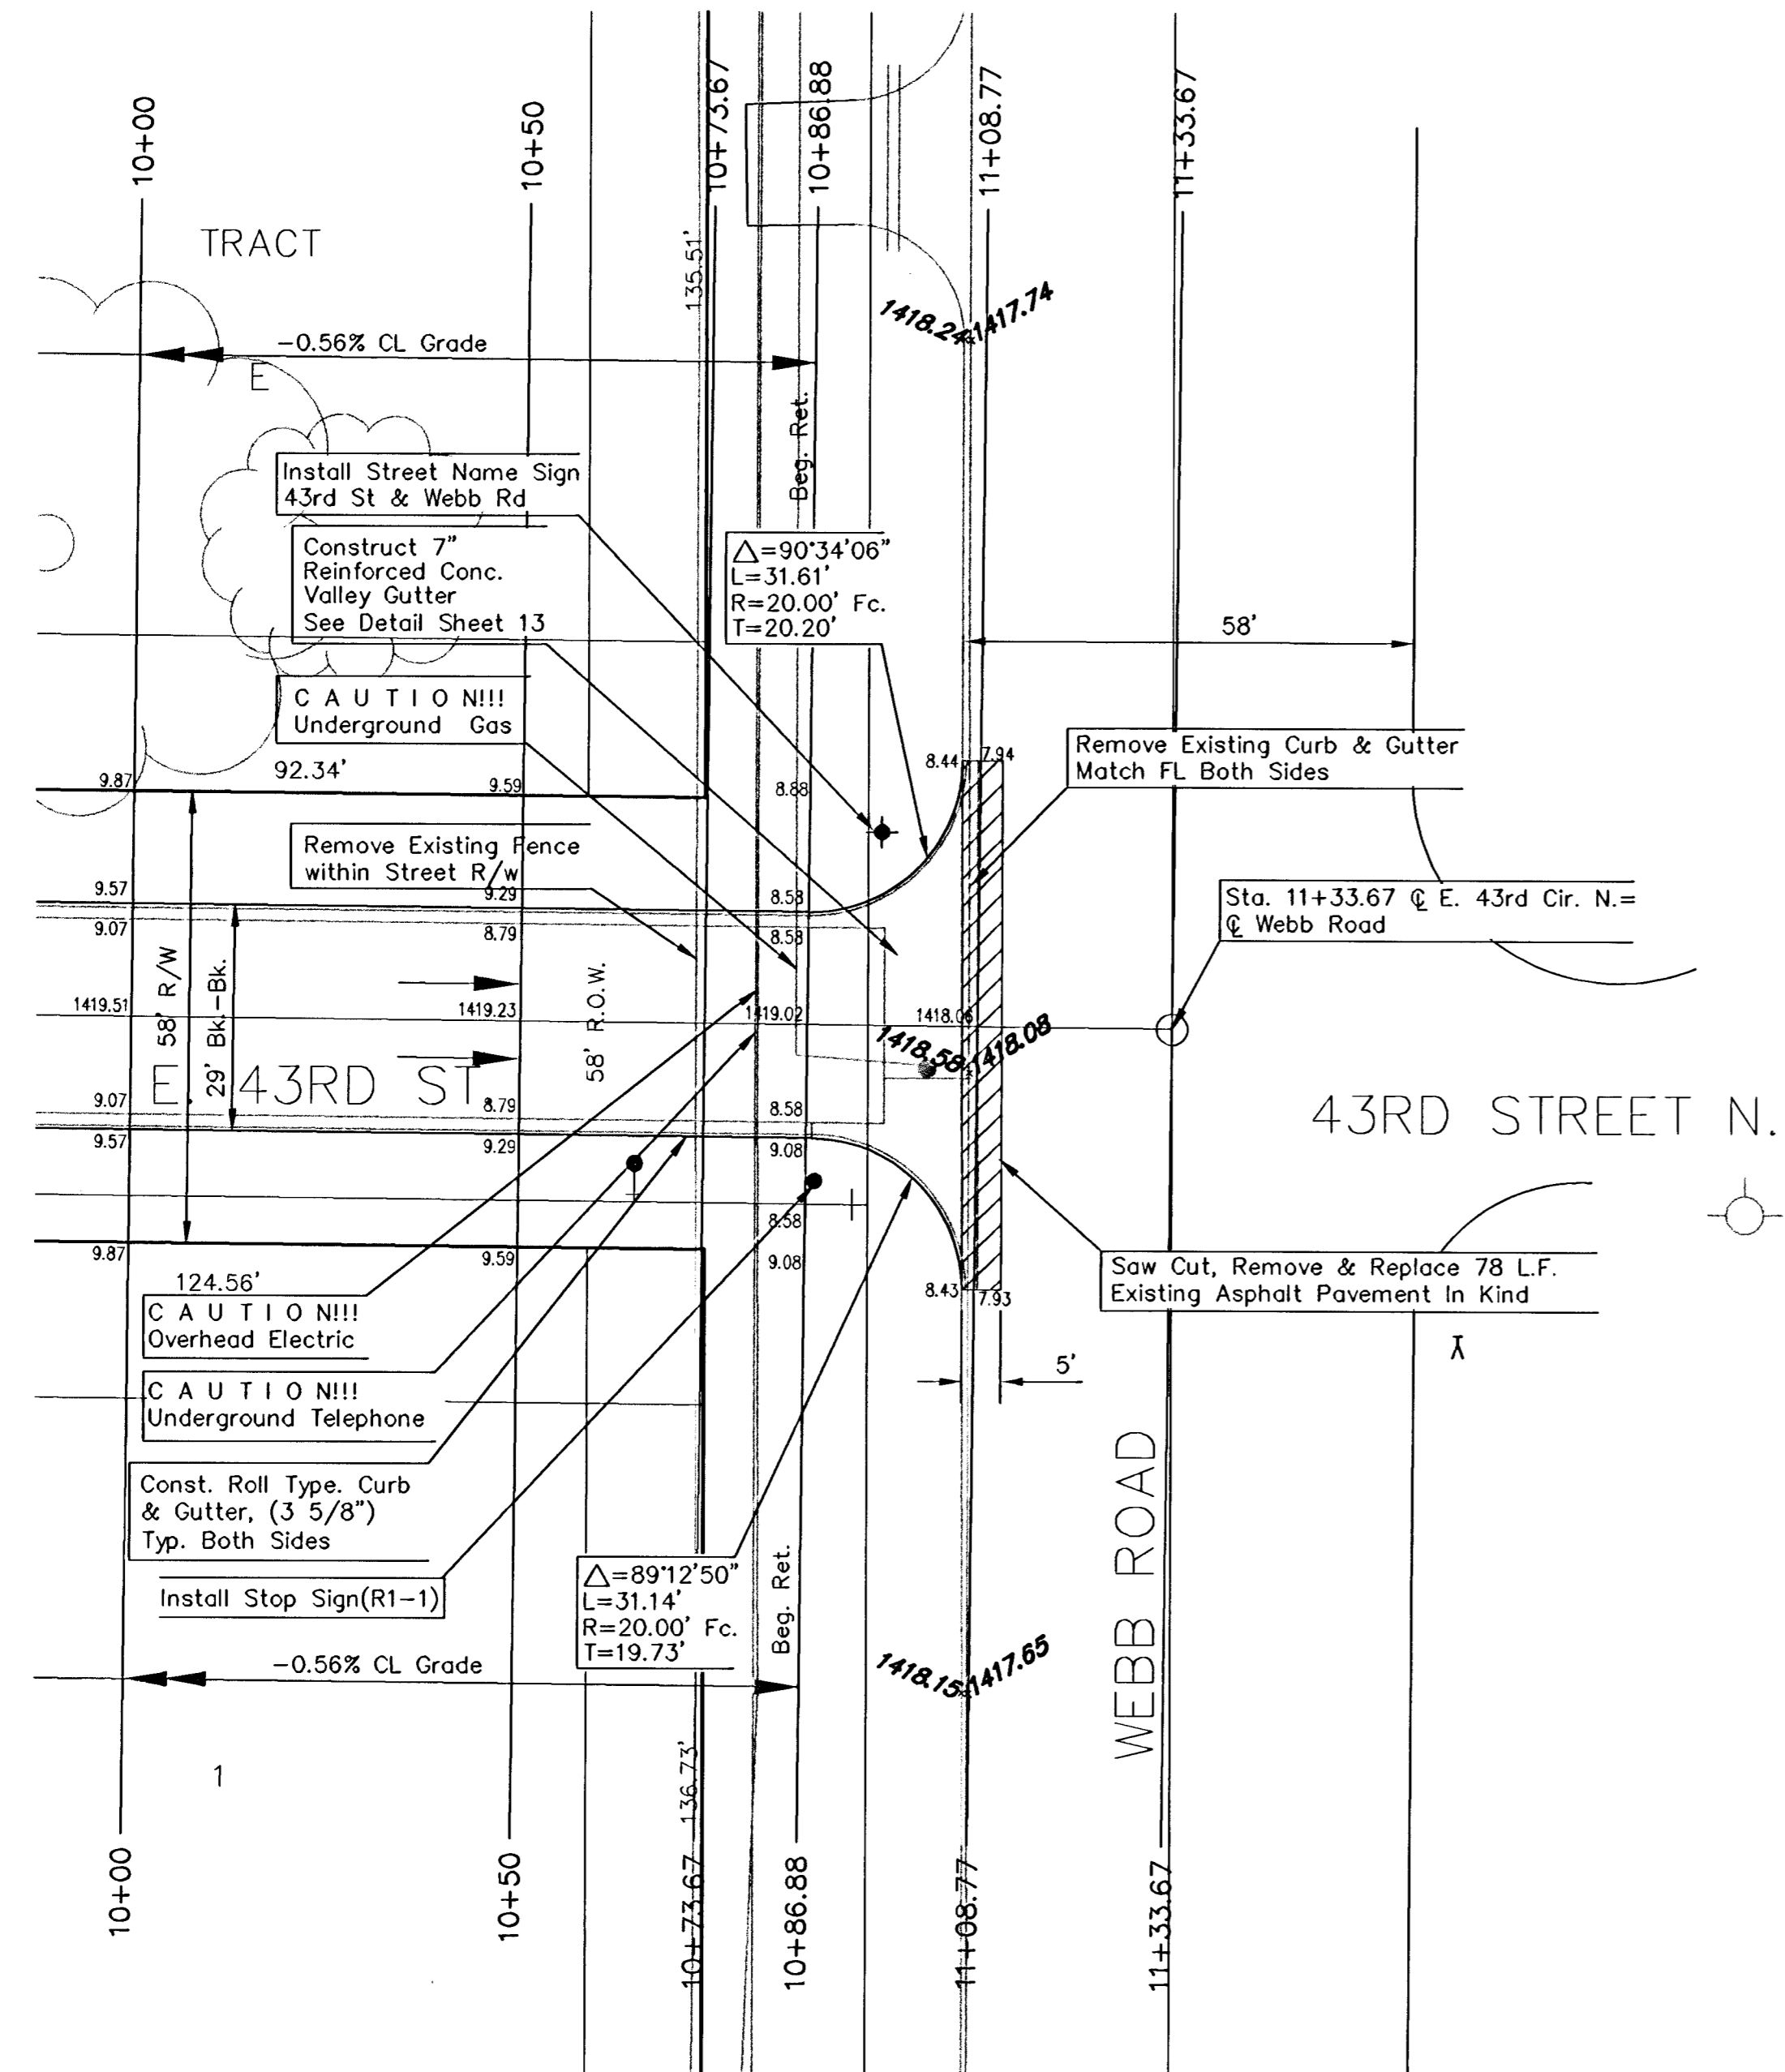 10+00
10+50
10+73.67
10+86.88
11+08.77
11+33.67
TRACT
135.51'
1418.24
1417.74
-0.56% CL Grade
E
Beg. Ret.
Install Street Name Sign
43rd St & Webb Rd
Construct 7"
Reinforced Conc.
Valley Gutter
See Detail Sheet 13
△=90°34'06"
L=31.61'
R=20.00' Fc.
T=20.20'
58'
C A U T I O N!!!
Underground Gas
92.34'
Remove Existing Curb & Gutter
Match FL Both Sides
9.87
9.59
8.88
8.44
7.94
Remove Existing Fence
within Street R/w
9.57
9.29
8.58
Sta. 11+33.67 ℄ E. 43rd Cir. N.=
℄ Webb Road
9.07
8.79
8.58
58' R/W
29' Bk.-Bk.
58' R.O.W.
1419.51
1419.23
1419.02
1418.06
1418.58
1418.08
E. 43RD ST.
43RD STREET N.
9.07
8.79
8.58
9.57
9.29
9.08
8.58
9.87
9.59
9.08
8.43
7.93
124.56'
Saw Cut, Remove & Replace 78 L.F.
Existing Asphalt Pavement In Kind
C A U T I O N!!!
Overhead Electric
5'
C A U T I O N!!!
Underground Telephone
WEBB ROAD
Const. Roll Type. Curb
& Gutter, (3 5/8")
Typ. Both Sides
Install Stop Sign(R1-1)
△=89°12'50"
L=31.14'
R=20.00' Fc.
T=19.73'
Beg. Ret.
-0.56% CL Grade
1418.15
1417.65
136.73'
1
10+00
10+50
10+73.67
10+86.88
11+08.77
11+33.67